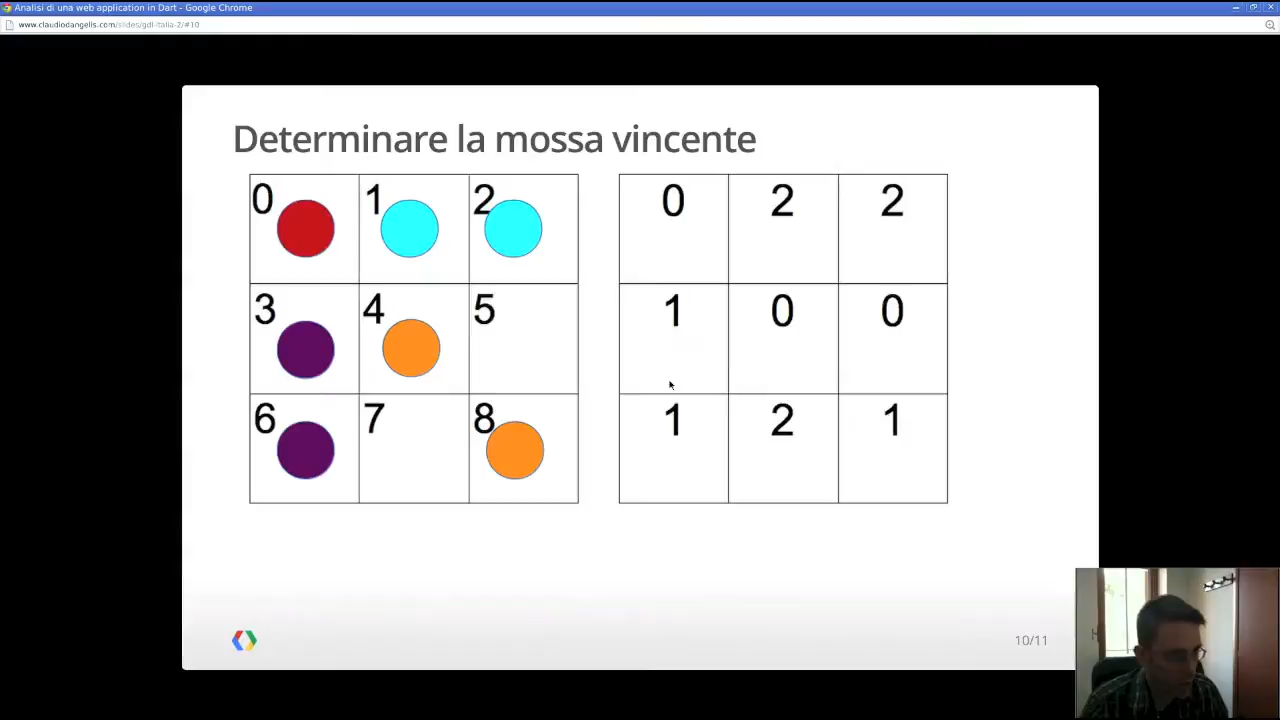 Analisi di una web application in Dart - Google Chrome
www.claudiodangelis.com/slides/gdl-italia-2/#10
Determinare la mossa vincente
0 1 2
3 4 5
6 7 8
0 2 2
1 0 0
1 2 1
10/11